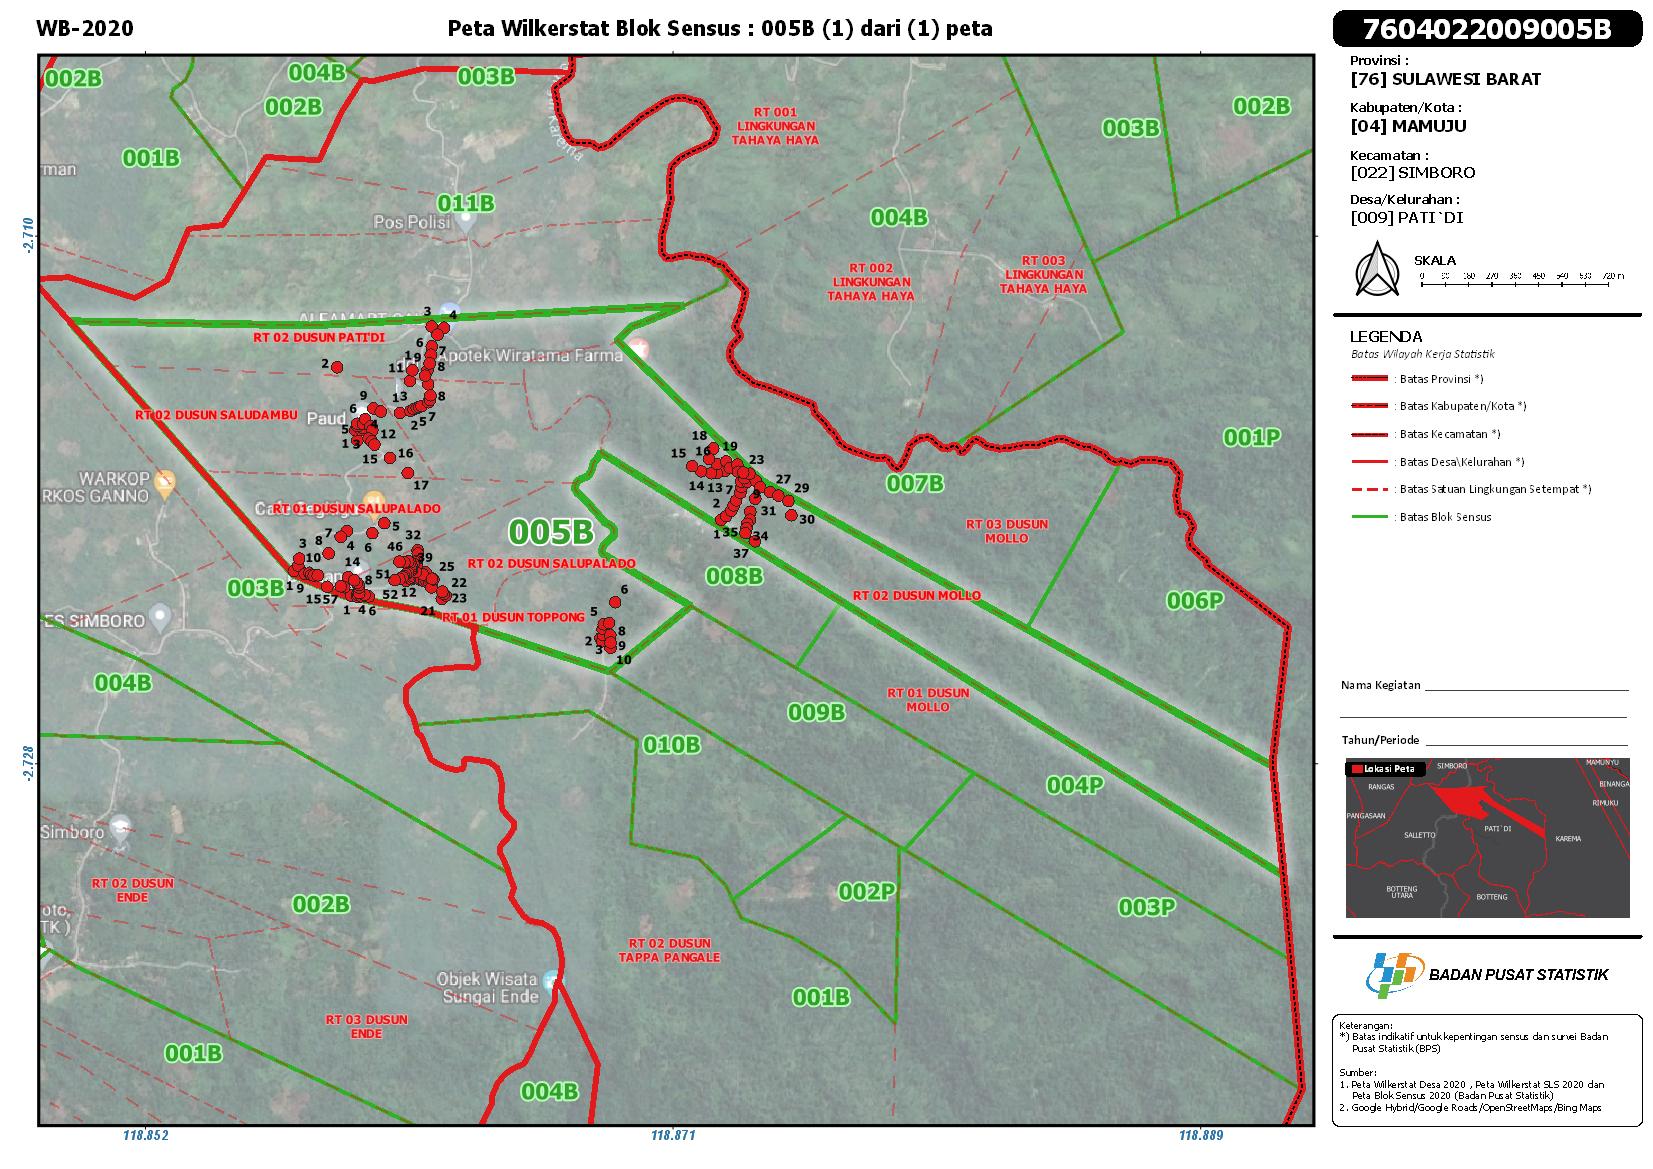 WB-2020
Peta Wilkerstat Blok Sensus : 005B (1) dari (1) peta
7604022009005B
Provinsi :
[76] SULAWESI BARAT
Kabupaten/Kota :
[04] MAMUJU
Kecamatan :
[022] SIMBORO
Desa/Kelurahan :
[009] PATI`DI
SKALA
0 90 180 270 360 450 540 630 720 m
LEGENDA
Batas Wilayah Kerja Statistik
: Batas Provinsi *)
: Batas Kabupaten/Kota *)
: Batas Kecamatan *)
: Batas Desa\Kelurahan *)
: Batas Satuan Lingkungan Setempat *)
: Batas Blok Sensus
Nama Kegiatan
Tahun/Periode
Lokasi Peta
SIMBORO
MAMUNYU
RANGAS
BINANGA
RIMUKU
PANGASAAN
SALLETTO
PATI`DI
KAREMA
BOTTENG
UTARA
BOTTENG
BADAN PUSAT STATISTIK
Keterangan:
*) Batas indikatif untuk kepentingan sensus dan survei Badan
Pusat Statistik (BPS)
Sumber:
1. Peta Wilkerstat Desa 2020 , Peta Wilkerstat SLS 2020 dan
Peta Blok Sensus 2020 (Badan Pusat Statistik)
2. Google Hybrid/Google Roads/OpenStreetMaps/Bing Maps
002B
004B
003B
002B
001B
011B
Pos Polisi
Karema
RT 001
LINGKUNGAN
TAHAYA HAYA
003B
002B
004B
RT 002
LINGKUNGAN
TAHAYA HAYA
RT 003
LINGKUNGAN
TAHAYA HAYA
-2.710
RT 02 DUSUN PATI'DI
Apotek Wiratama Farma
RT 02 DUSUN SALUDAMBU
Paud
WARKOP
RKOS GANNO
RT 01 DUSUN SALUPALADO
005B
RT 02 DUSUN SALUPALADO
003B
ES SIMBORO
RT 01 DUSUN TOPPONG
001P
007B
RT 03 DUSUN
MOLLO
008B
RT 02 DUSUN MOLLO
006P
004B
RT 01 DUSUN
MOLLO
009B
010B
004P
-2.728
Simboro
RT 02 DUSUN
ENDE
002B
002P
003P
RT 02 DUSUN
TAPPA PANGALE
Objek Wisata
Sungai Ende
001B
RT 03 DUSUN
ENDE
001B
004B
118.852
118.871
118.889